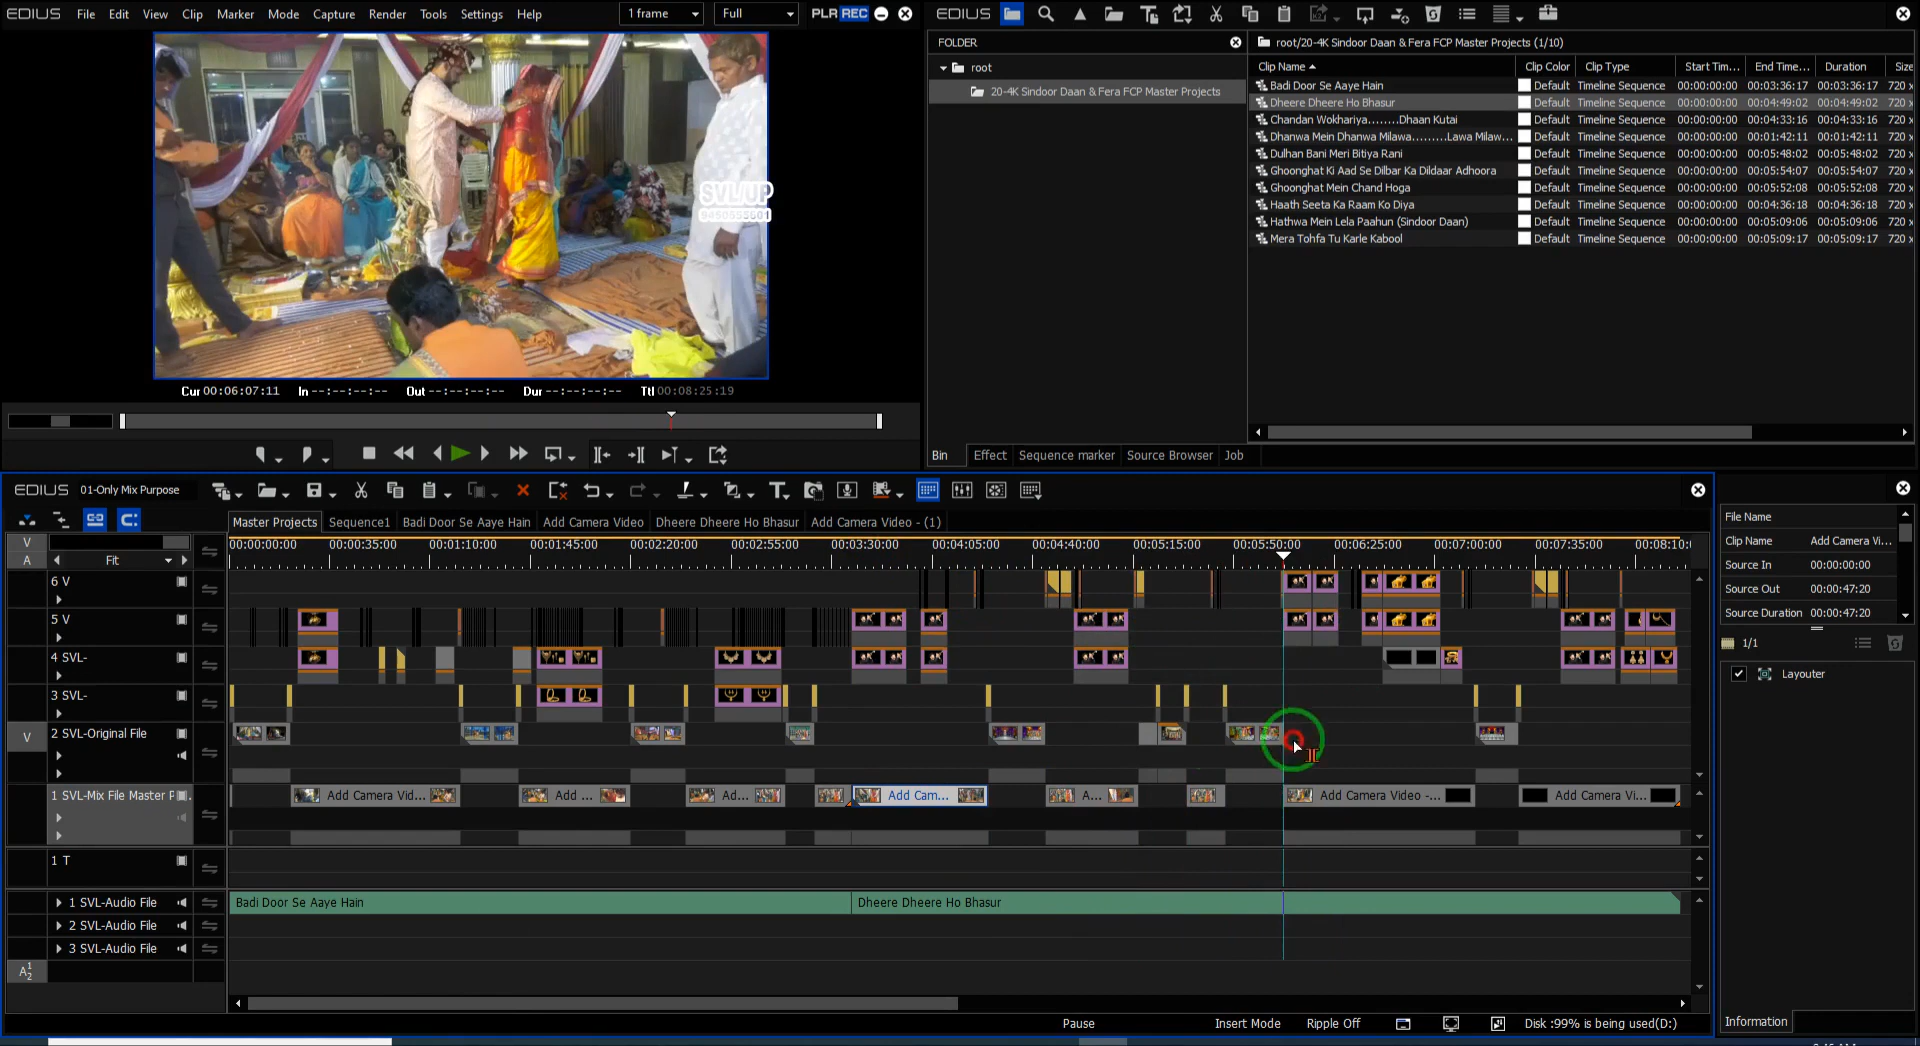 EDIUS File Edit View Clip Marker Mode Capture Render Tools Settings Help 1 frame Full PLR REC
SVL/UP
Cur 00:06:07:11 In --:--:--:-- Out --:--:--:-- Dur --:--:--:-- Ttl 00:08:25:19
EDIUS
FOLDER
root
20-4K Sindoor Daan & Fera FCP Master Projects
root/20-4K Sindoor Daan & Fera FCP Master Projects (1/10)
Clip Name Clip Color Clip Type Start Tim... End Time... Duration Size
Badi Door Se Aaye Hain Default Timeline Sequence 00:00:00:00 00:03:36:17 00:03:36:17 720 x
Dheere Dheere Ho Bhasur Default Timeline Sequence 00:00:00:00 00:04:49:02 00:04:49:02 720 x
Chandan Wokhariya........Dhaan Kutai Default Timeline Sequence 00:00:00:00 00:04:33:16 00:04:33:16 720 x
Dhanwa Mein Dhanwa Milawa.........Lawa Milaw... Default Timeline Sequence 00:00:00:00 00:01:42:11 00:01:42:11 720 x
Dulhan Bani Meri Bitiya Rani Default Timeline Sequence 00:00:00:00 00:05:48:02 00:05:48:02 720 x
Ghoonghat Ki Aad Se Dilbar Ka Dildaar Adhoora Default Timeline Sequence 00:00:00:00 00:05:54:07 00:05:54:07 720 x
Ghoonghat Mein Chand Hoga Default Timeline Sequence 00:00:00:00 00:05:52:08 00:05:52:08 720 x
Haath Seeta Ka Raam Ko Diya Default Timeline Sequence 00:00:00:00 00:04:36:18 00:04:36:18 720 x
Hathwa Mein Lela Paahun (Sindoor Daan) Default Timeline Sequence 00:00:00:00 00:05:09:06 00:05:09:06 720 x
Mera Tohfa Tu Karle Kabool Default Timeline Sequence 00:00:00:00 00:05:09:17 00:05:09:17 720 x
Bin Effect Sequence marker Source Browser Job
EDIUS 01-Only Mix Purpose
Master Projects Sequence1 Badi Door Se Aaye Hain Add Camera Video Dheere Dheere Ho Bhasur Add Camera Video - (1)
V
A
Fit
00:00:00:00 00:00:35:00 00:01:10:00 00:01:45:00 00:02:20:00 00:02:55:00 00:03:30:00 00:04:05:00 00:04:40:00 00:05:15:00 00:05:50:00 00:06:25:00 00:07:00:00 00:07:35:00 00:08:10:0
6 V
5 V
4 SVL-
3 SVL-
V 2 SVL-Original File
1 SVL-Mix File Master P... Add Camera Vid... Add ... Ad... Add Cam... A... Add Camera Video -... Add Camera Vi...
1 T
1 SVL-Audio File Badi Door Se Aaye Hain Dheere Dheere Ho Bhasur
2 SVL-Audio File
3 SVL-Audio File
A 1 2
Pause Insert Mode Ripple Off Disk :99% is being used(D:)
File Name
Clip Name Add Camera Vi...
Source In 00:00:00:00
Source Out 00:00:47:20
Source Duration 00:00:47:20
1/1
Layouter
Information